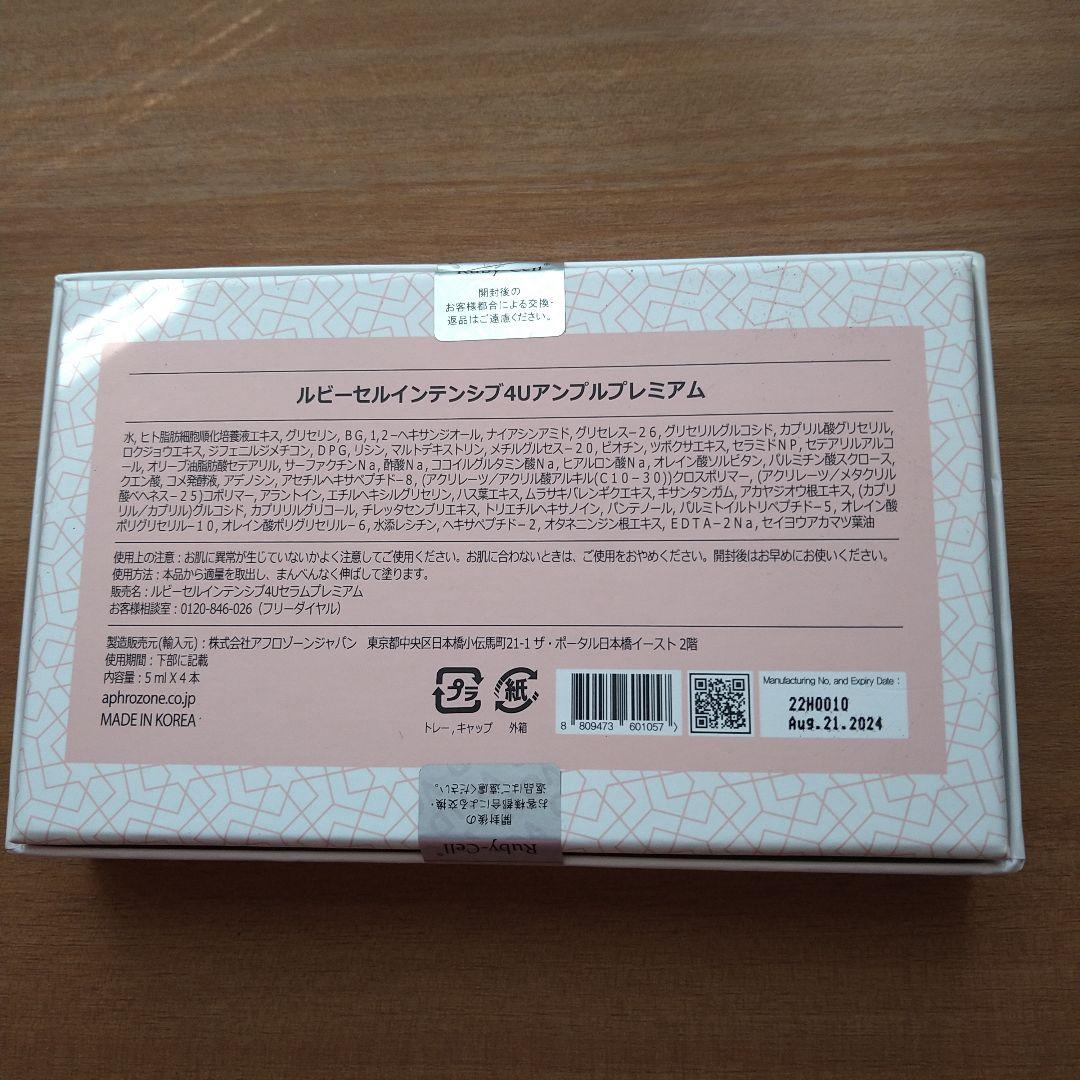 Ruby-Cell®
開封後の
お客様都合による交換・
返品はご遠慮ください。
ルビーセルインテンシブ4Uアンプルプレミアム
水, ヒト脂肪細胞順化培養液エキス, グリセリン, BG, 1,2-ヘキサンジオール, ナイアシンアミド, グリセレス-26, グリセリルグルコシド, カプリル酸グリセリル,
ロクジョウエキス, ジフェニルジメチコン, DPG, リシン, マルトデキストリン, メチルグルセス-20, ビオチン, ツボクサエキス, セラミドNP, セテアリルアルコ
ール, オリーブ油脂肪酸セテアリル, サーファクチンNa, 酢酸Na, ココイルグルタミン酸Na, ヒアルロン酸Na, オレイン酸ソルビタン, パルミチン酸スクロース,
クエン酸, コメ発酵液, アデノシン, アセチルヘキサペプチド-8, (アクリレーツ/アクリル酸アルキル(C10-30))クロスポリマー, (アクリレーツ/メタクリル
酸ベヘネス-25)コポリマー, アラントイン, エチルヘキシルグリセリン, ハス葉エキス, ムラサキバレンギクエキス, キサンタンガム, アカヤジオウ根エキス, (カプリ
リル/カプリル)グルコシド, カプリリルグリコール, チレッタセンブリエキス, トリエチルヘキサノイン, パンテノール, パルミトイルトリペプチド-5, オレイン酸
ポリグリセリル-10, オレイン酸ポリグリセリル-6, 水添レシチン, ヘキサペプチド-2, オタネニンジン根エキス, EDTA-2Na, セイヨウアカマツ葉油
使用上の注意：お肌に異常が生じていないかよく注意してご使用ください。お肌に合わないときは、ご使用をおやめください。開封後はお早めにお使いください。
使用方法：本品から適量を取出し、まんべんなく伸ばして塗ります。
販売名：ルビーセルインテンシブ4Uセラムプレミアム
お客様相談室：0120-846-026（フリーダイヤル）
製造販売元(輸入元)：株式会社アフロゾーンジャパン 東京都中央区日本橋小伝馬町21-1 ザ・ポータル日本橋イースト 2階
使用期間：下部に記載
内容量：5 ml X 4 本
aphrozone.co.jp
MADE IN KOREA
プラ
トレー, キャップ
紙
外箱
8 809473 601057
Manufacturing No, and Expiry Date :
22H0010
Aug.21.2024
開封後の
お客様都合による交換・
返品はご遠慮ください。
Ruby-Cell®